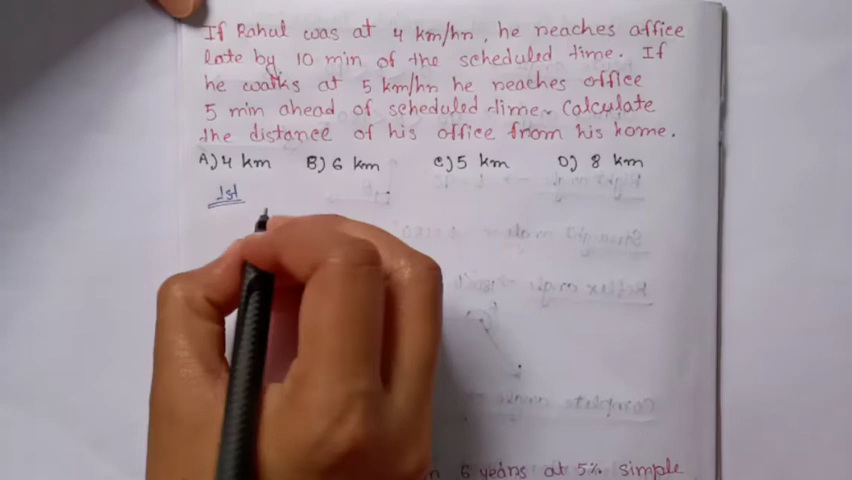 If Rahul was at 4 km/hn, he reaches office
late by 10 min of the scheduled time. If
he walks at 5 km/hn he reaches office
5 min ahead of scheduled time. Calculate
the distance of his office from his home.
A) 4 km B) 6 km C) 5 km D) 8 km
1st
6 years at 5% simple